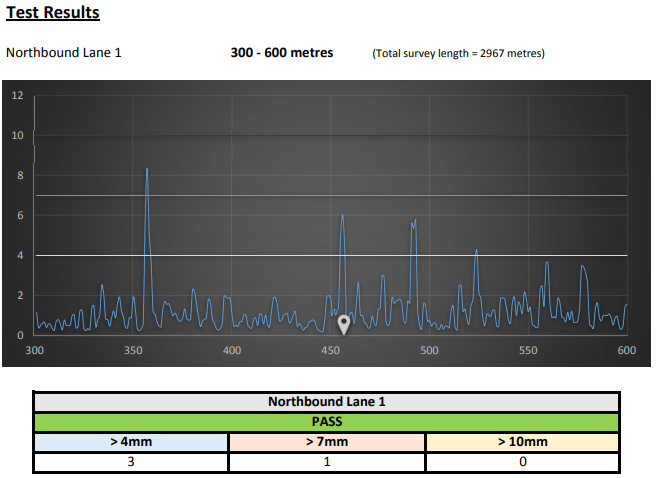 Test Results
Northbound Lane 1 300 - 600 metres (Total survey length = 2967 metres)
12
10
8
6
4
2
0
300 350 400 450 500 550 600
Northbound Lane 1
PASS
> 4mm > 7mm > 10mm
3 1 0